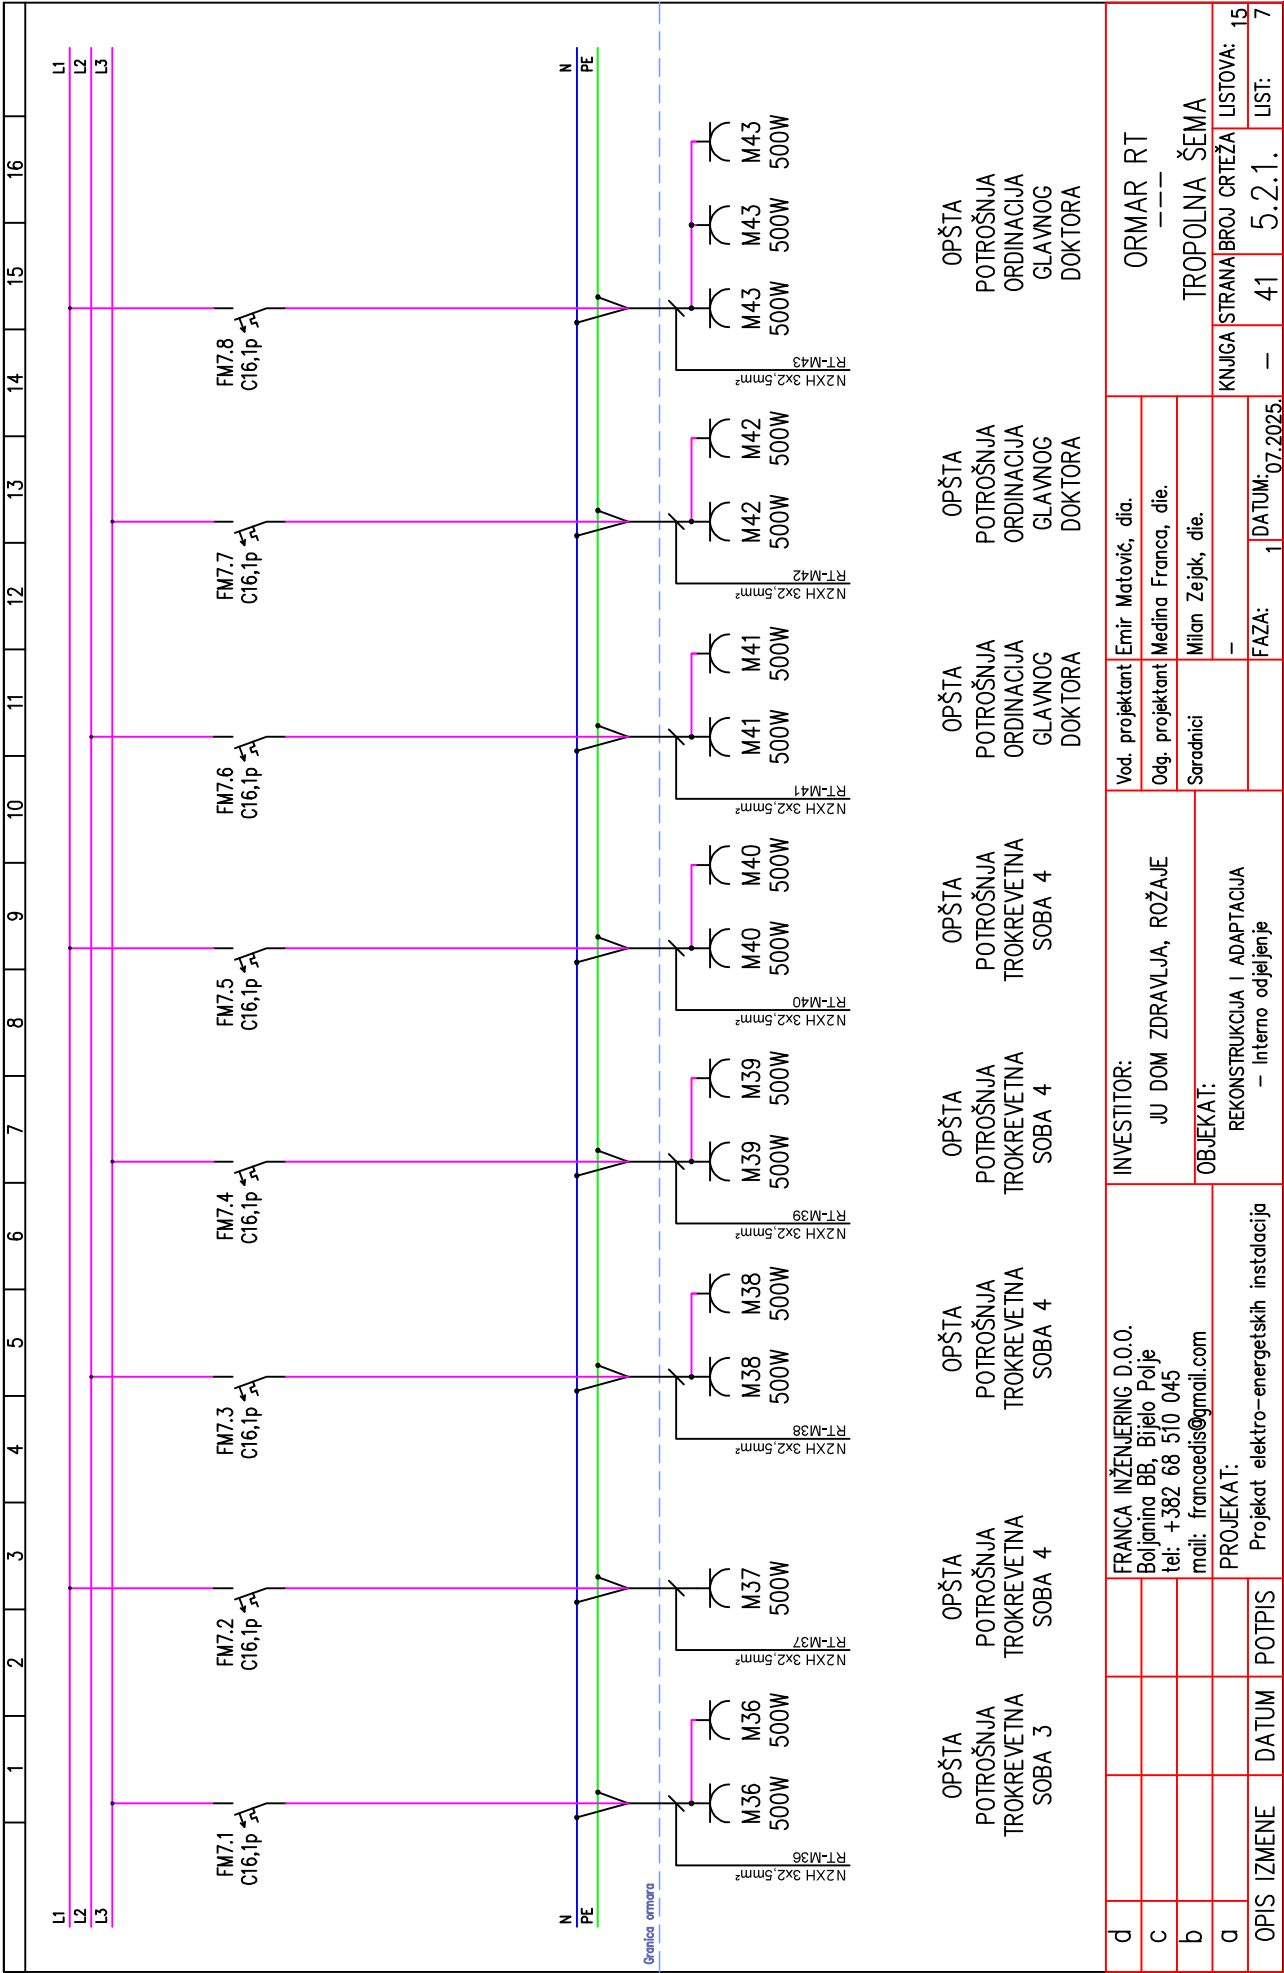 1 2 3 4 5 6 7 8 9 10 11 12 13 14 15 16
L1
L2
L3
L1
L2
L3
FM7.1
C16,1p
FM7.2
C16,1p
FM7.3
C16,1p
FM7.4
C16,1p
FM7.5
C16,1p
FM7.6
C16,1p
FM7.7
C16,1p
FM7.8
C16,1p
N
PE
N
PE
Granica ormara
RT-M36
N2XH 3x2,5mm²
M36
500W
M36
500W
RT-M37
N2XH 3x2,5mm²
M37
500W
RT-M38
N2XH 3x2,5mm²
M38
500W
M38
500W
RT-M39
N2XH 3x2,5mm²
M39
500W
M39
500W
RT-M40
N2XH 3x2,5mm²
M40
500W
M40
500W
RT-M41
N2XH 3x2,5mm²
M41
500W
M41
500W
RT-M42
N2XH 3x2,5mm²
M42
500W
M42
500W
RT-M43
N2XH 3x2,5mm²
M43
500W
M43
500W
M43
500W
OPŠTA
POTROŠNJA
TROKREVETNA
SOBA 3
OPŠTA
POTROŠNJA
TROKREVETNA
SOBA 4
OPŠTA
POTROŠNJA
TROKREVETNA
SOBA 4
OPŠTA
POTROŠNJA
TROKREVETNA
SOBA 4
OPŠTA
POTROŠNJA
TROKREVETNA
SOBA 4
OPŠTA
POTROŠNJA
ORDINACIJA
GLAVNOG
DOKTORA
OPŠTA
POTROŠNJA
ORDINACIJA
GLAVNOG
DOKTORA
OPŠTA
POTROŠNJA
ORDINACIJA
GLAVNOG
DOKTORA
d
c
b
a
OPIS IZMENE DATUM POTPIS
FRANCA INŽENJERING D.O.O.
Boljanina BB, Bijelo Polje
tel: +382 68 510 045
mail: francaedis@gmail.com
PROJEKAT:
Projekat elektro-energetskih instalacija
INVESTITOR:
JU DOM ZDRAVLJA, ROŽAJE
OBJEKAT:
REKONSTRUKCIJA I ADAPTACIJA
- Interno odjeljenje
Vod. projektant Emir Matović, dia.
Odg. projektant Medina Franca, die.
Saradnici Milan Zejak, die.
-
FAZA: 1 DATUM: 07.2025.
ORMAR RT
---
TROPOLNA ŠEMA
KNJIGA STRANA BROJ CRTEŽA LISTOVA: 15
- 41 5.2.1. LIST: 7